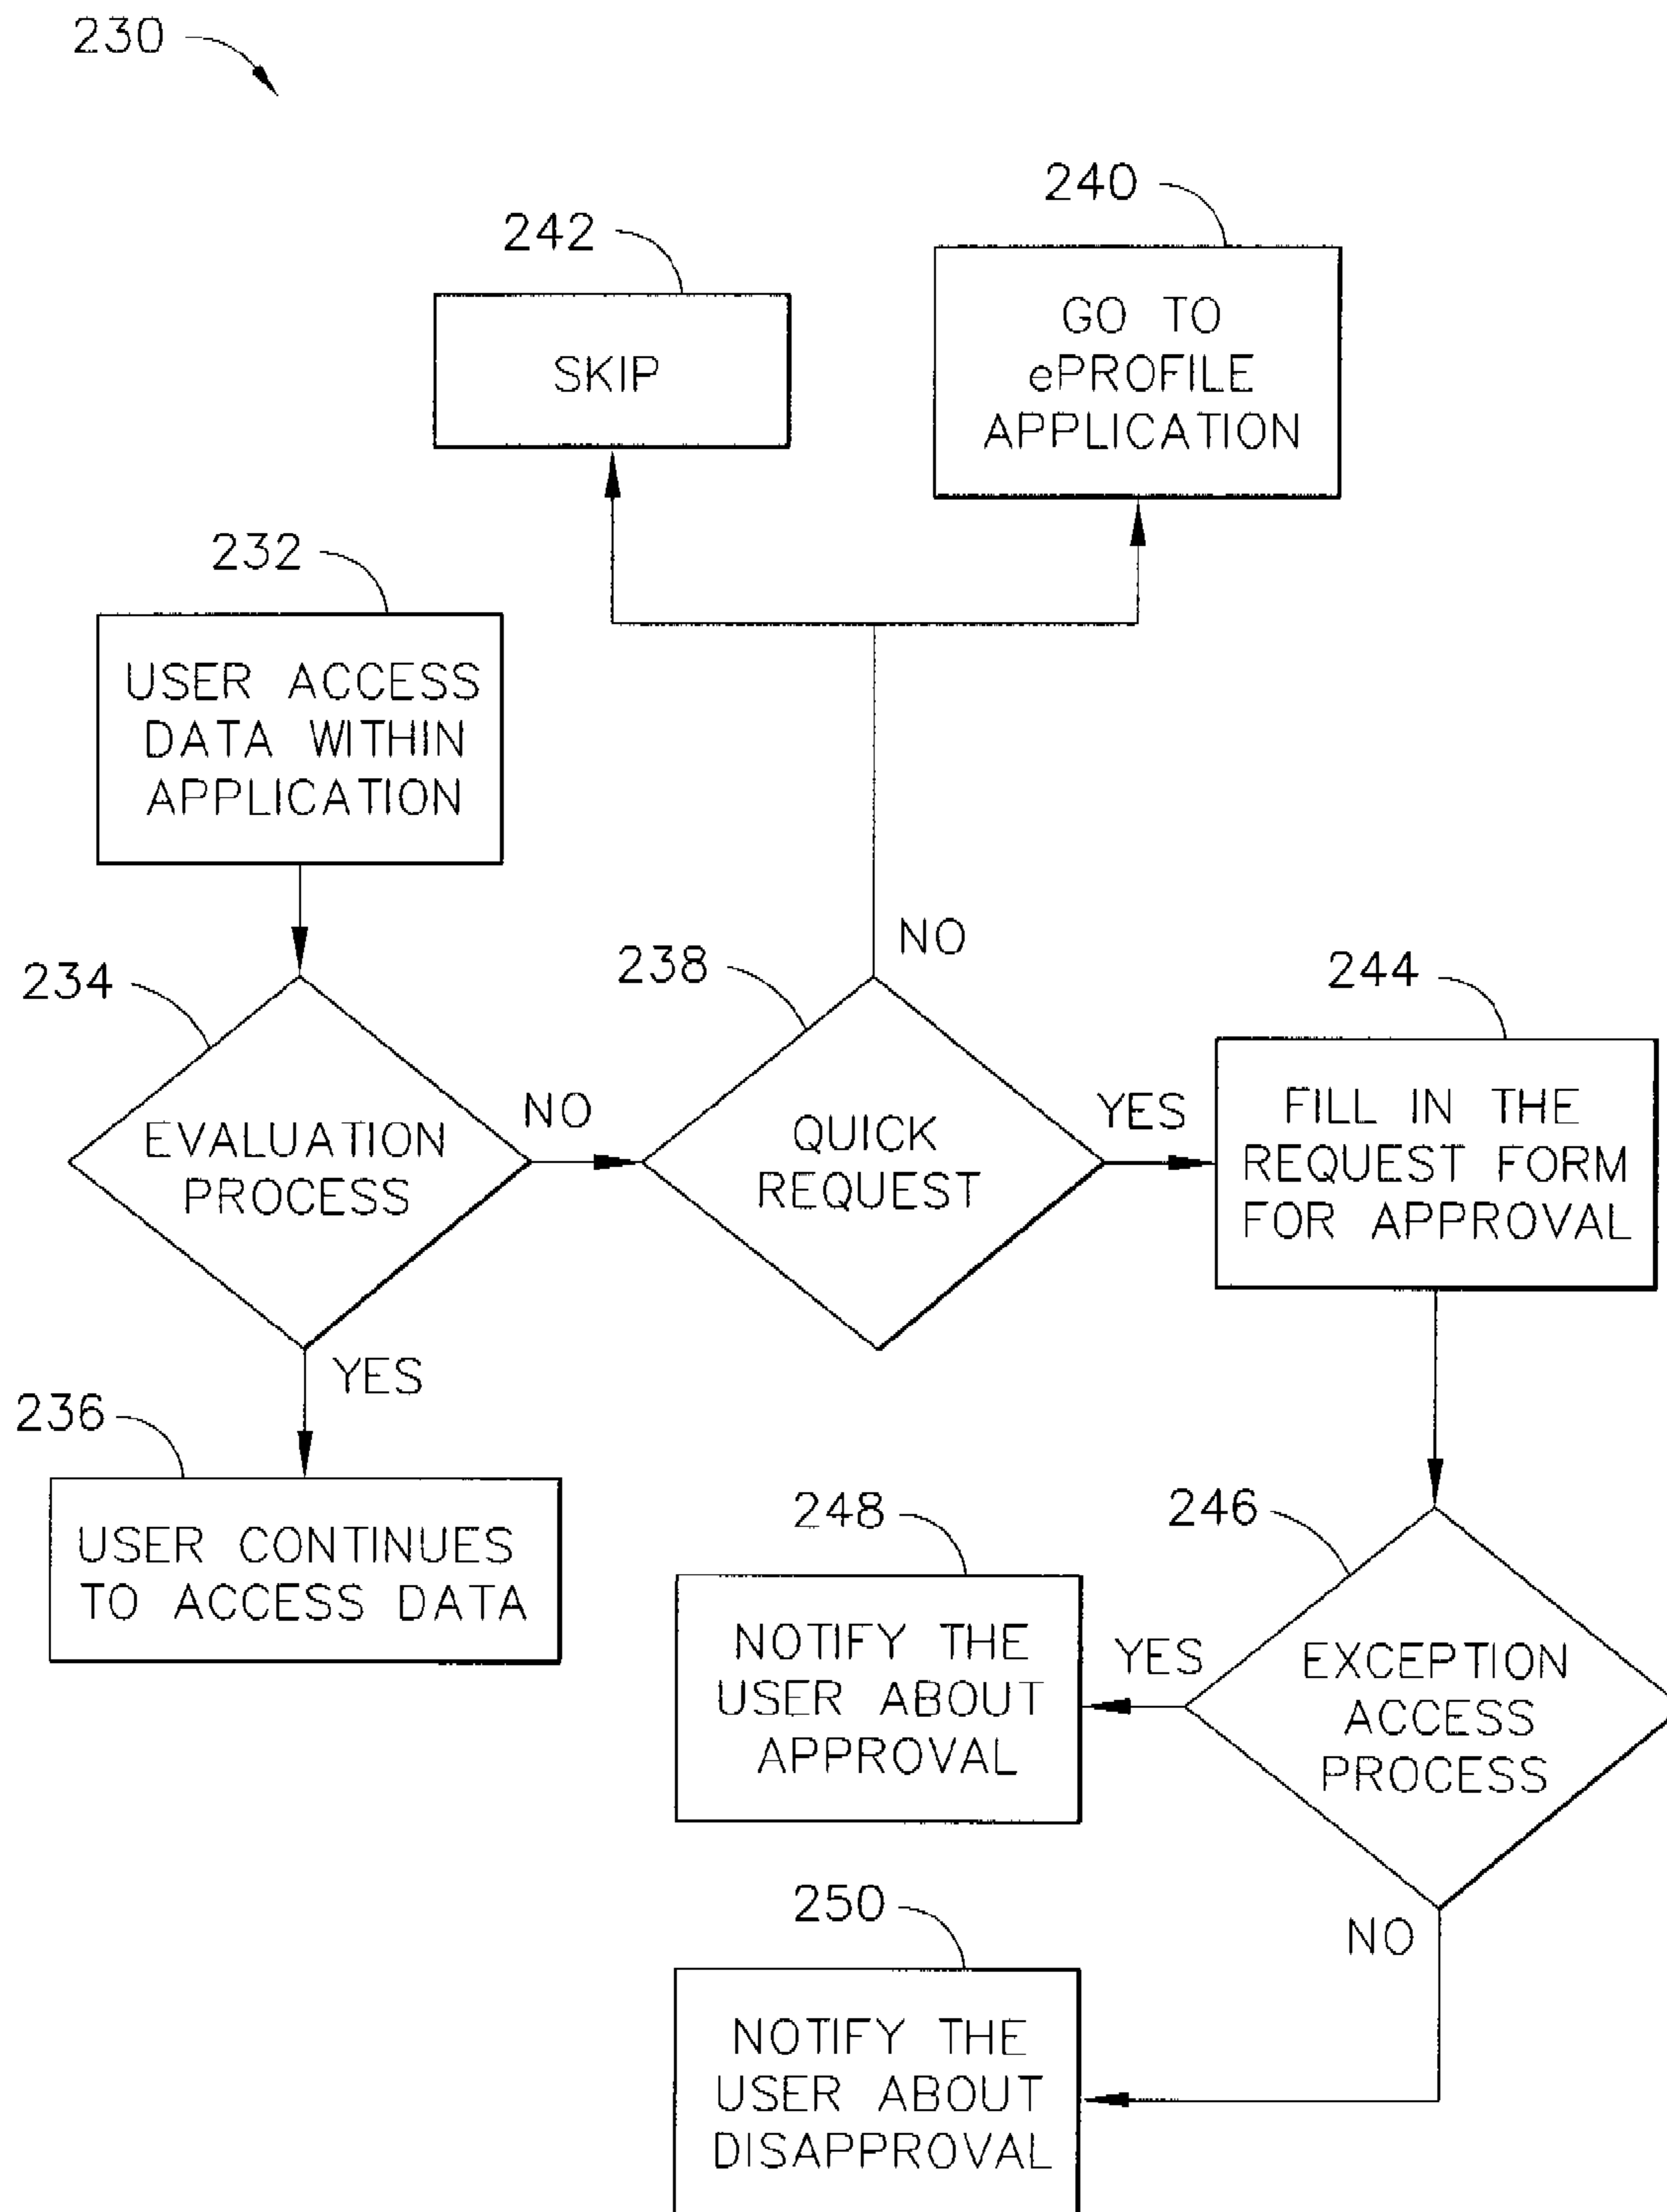 230
240
242
GO TO
ePROFILE
APPLICATION
SKIP
232
USER ACCESS
DATA WITHIN
APPLICATION
NO
234
238
244
EVALUATION
PROCESS
NO
QUICK
REQUEST
YES
FILL IN THE
REQUEST FORM
FOR APPROVAL
YES
236
USER CONTINUES
TO ACCESS DATA
248
246
NOTIFY THE
USER ABOUT
APPROVAL
YES
EXCEPTION
ACCESS
PROCESS
250
NO
NOTIFY THE
USER ABOUT
DISAPPROVAL